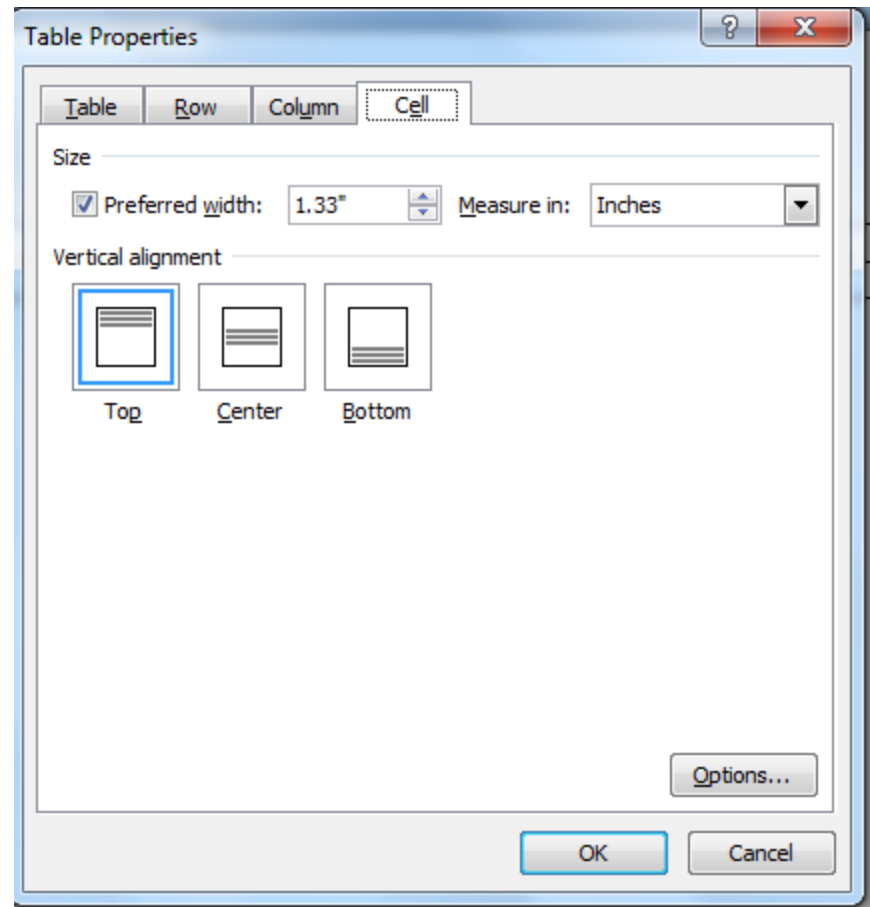 Table Properties
?
Table Row Column Cell
Size
Preferred width: 1.33" Measure in: Inches
Vertical alignment
Top Center Bottom
Options...
OK Cancel